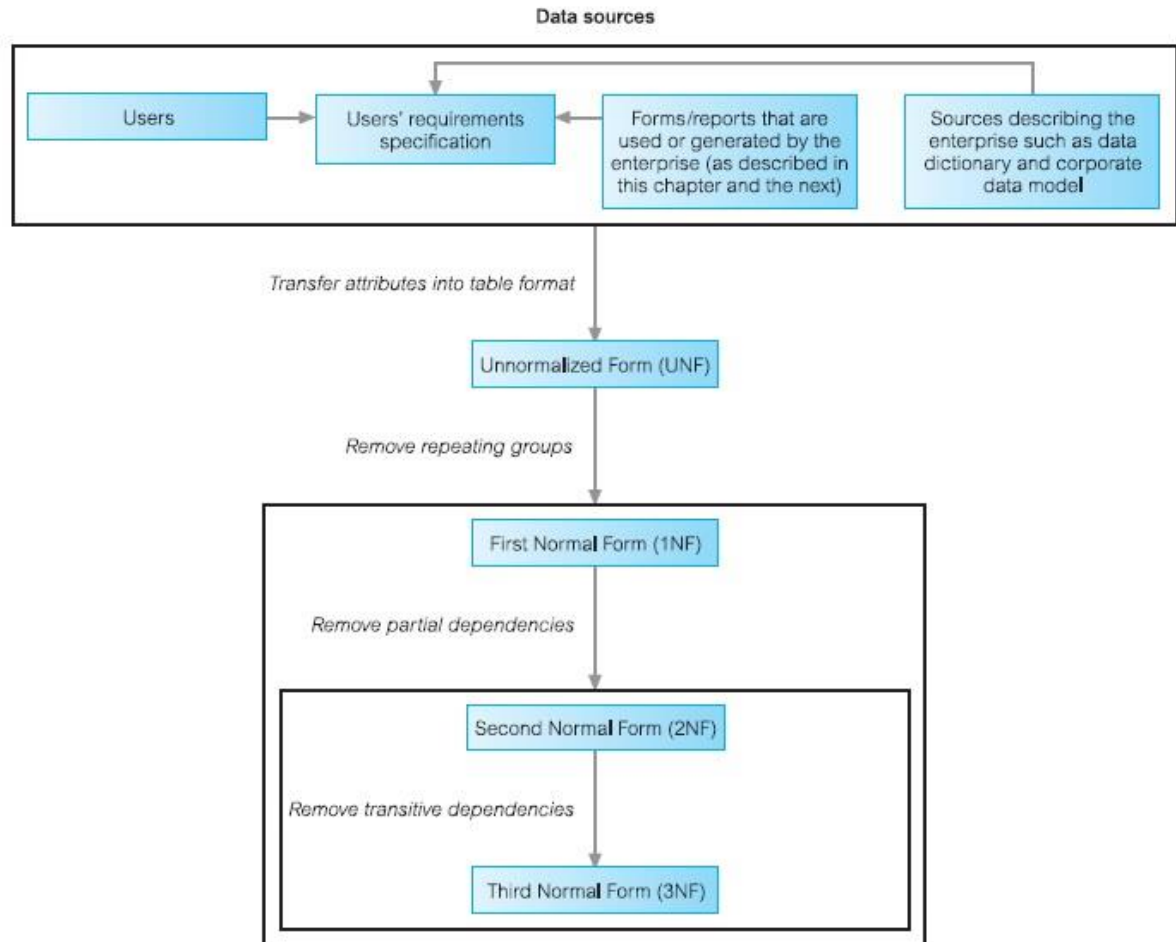 Data sources
Users
Users' requirements
specification
Forms/reports that are
used or generated by the
enterprise (as described in
this chapter and the next)
Sources describing the
enterprise such as data
dictionary and corporate
data model
Transfer attributes into table format
Unnormalized Form (UNF)
Remove repeating groups
First Normal Form (1NF)
Remove partial dependencies
Second Normal Form (2NF)
Remove transitive dependencies
Third Normal Form (3NF)